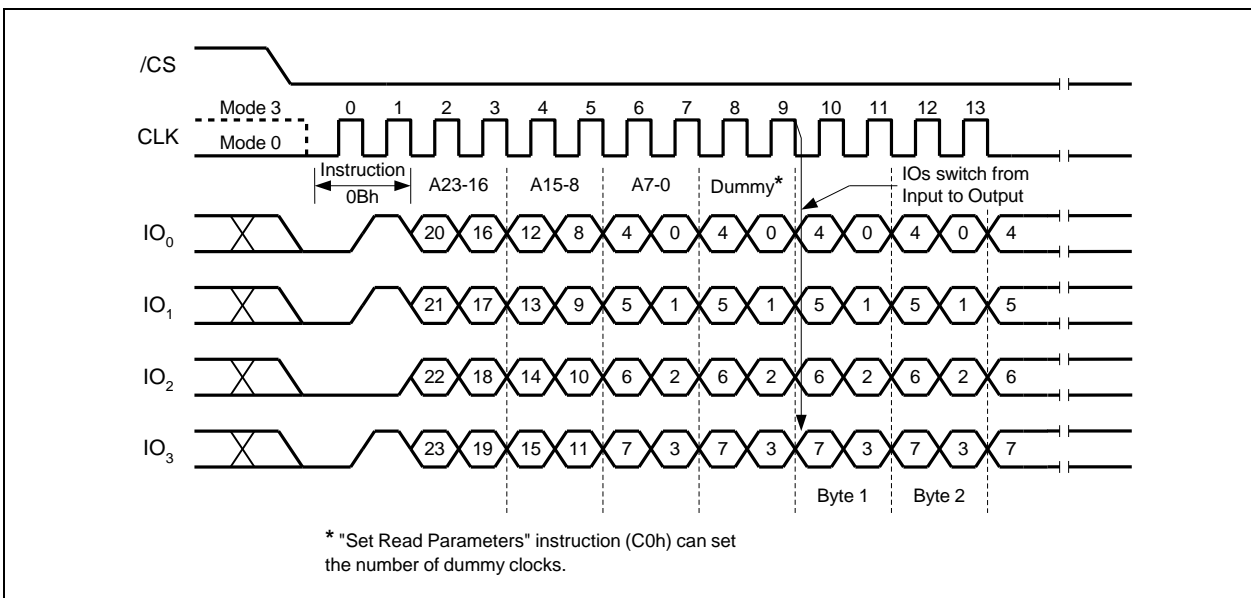 /CS
Mode 3 0 1 2 3 4 5 6 7 8 9 10 11 12 13
CLK Mode 0
Instruction IOs switch from
0Bh A23-16 A15-8 A7-0 Dummy* Input to Output
IO0 20 16 12 8 4 0 4 0 4 0 4 0 4
IO1 21 17 13 9 5 1 5 1 5 1 5 1 5
IO2 22 18 14 10 6 2 6 2 6 2 6 2 6
IO3 23 19 15 11 7 3 7 3 7 3 7 3 7
Byte 1 Byte 2
* "Set Read Parameters" instruction (C0h) can set
the number of dummy clocks.